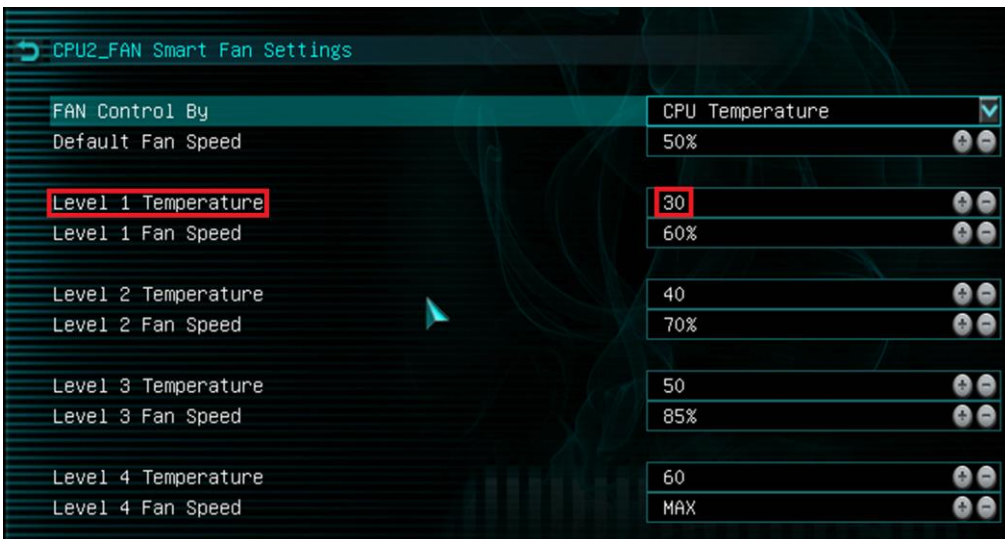 CPU2_FAN Smart Fan Settings
FAN Control By CPU Temperature
Default Fan Speed 50%
Level 1 Temperature 30
Level 1 Fan Speed 60%
Level 2 Temperature 40
Level 2 Fan Speed 70%
Level 3 Temperature 50
Level 3 Fan Speed 85%
Level 4 Temperature 60
Level 4 Fan Speed MAX